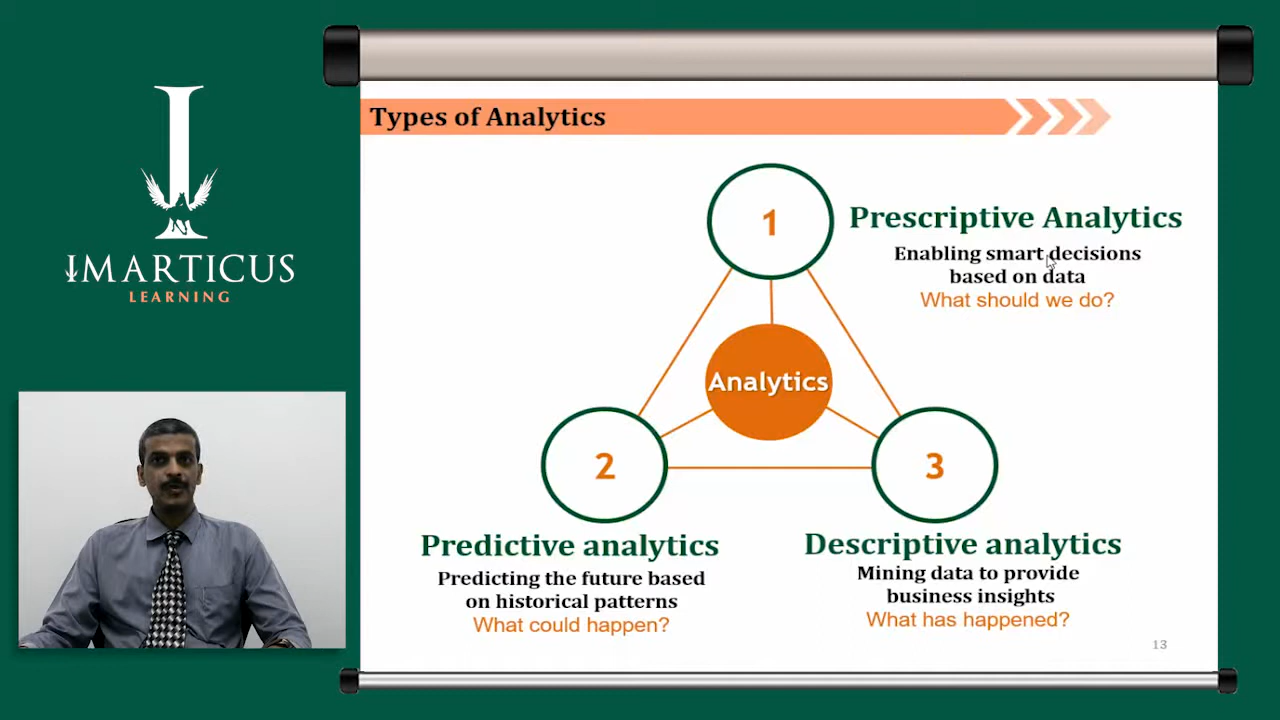 IMARTICUS
LEARNING
Types of Analytics
1
Prescriptive Analytics
Enabling smart decisions
based on data
What should we do?
Analytics
2
3
Predictive analytics
Predicting the future based
on historical patterns
What could happen?
Descriptive analytics
Mining data to provide
business insights
What has happened?
13